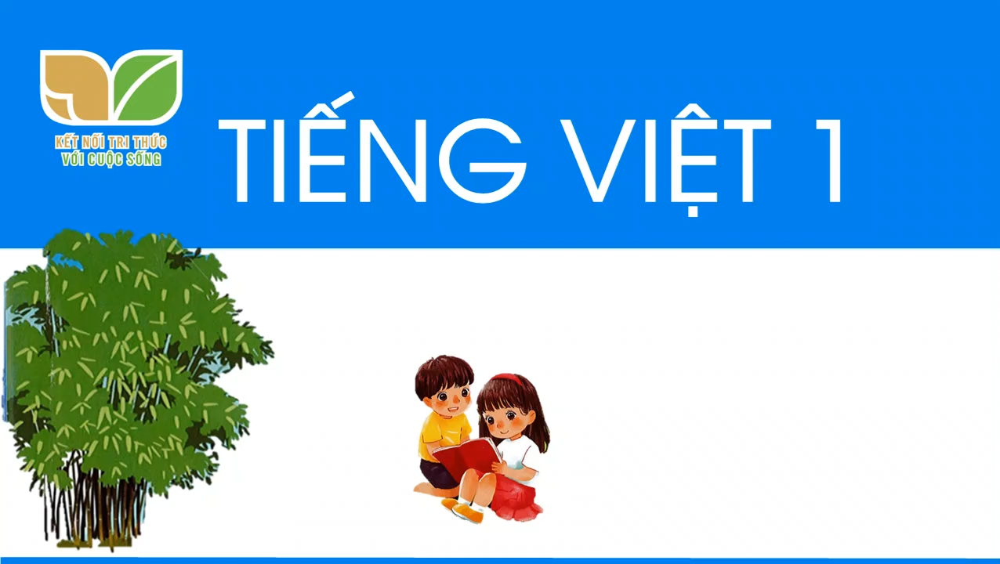 KẾT NỐI TRI THỨC
VỚI CUỘC SỐNG
TIẾNG VIỆT 1